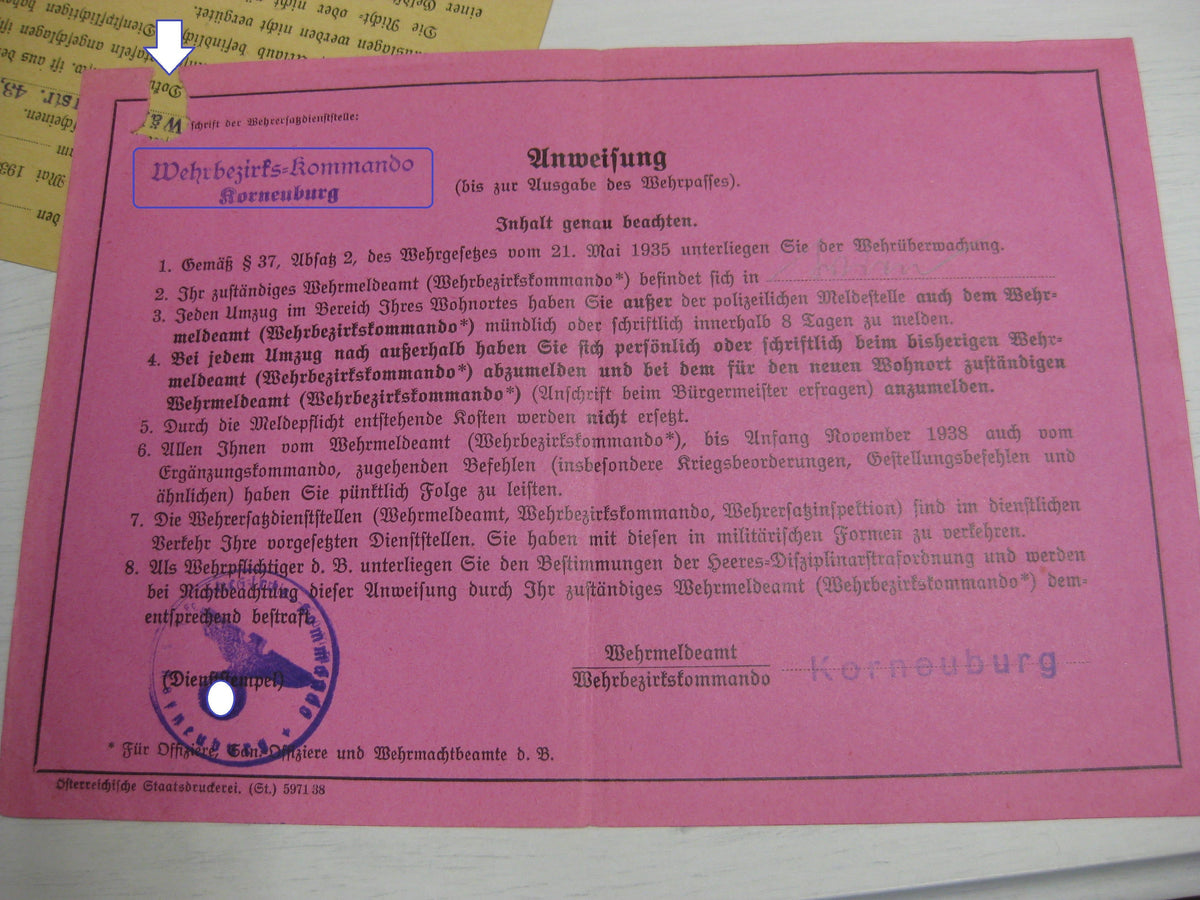 schrift der Wehrersatzdienststelle:
Wehrbezirks-Kommando
Korneuburg
Anweisung
(bis zur Ausgabe des Wehrpasses).
Inhalt genau beachten.
1. Gemäß § 37, Absatz 2, des Wehrgesetzes vom 21. Mai 1935 unterliegen Sie der Wehrüberwachung.
2. Ihr zuständiges Wehrmeldeamt (Wehrbezirkskommando*) befindet sich in
3. Jeden Umzug im Bereich Ihres Wohnortes haben Sie außer der polizeilichen Meldestelle auch dem Wehr-
meldeamt (Wehrbezirkskommando*) mündlich oder schriftlich innerhalb 8 Tagen zu melden.
4. Bei jedem Umzug nach außerhalb haben Sie sich persönlich oder schriftlich beim bisherigen Wehr-
meldeamt (Wehrbezirkskommando*) abzumelden und bei dem für den neuen Wohnort zuständigen
Wehrmeldeamt (Wehrbezirkskommando*) (Anschrift beim Bürgermeister erfragen) anzumelden.
5. Durch die Meldepflicht entstehende Kosten werden nicht ersetzt.
6. Allen Ihnen vom Wehrmeldeamt (Wehrbezirkskommando*), bis Anfang November 1938 auch vom
Ergänzungskommando, zugehenden Befehlen (insbesondere Kriegsbeorderungen, Gestellungsbefehlen und
ähnlichen) haben Sie pünktlich Folge zu leisten.
7. Die Wehrersatzdienststellen (Wehrmeldeamt, Wehrbezirkskommando, Wehrersatzinspektion) sind im dienstlichen
Verkehr Ihre vorgesetzten Dienststellen. Sie haben mit diesen in militärischen Formen zu verkehren.
8. Als Wehrpflichtiger d. B. unterliegen Sie den Bestimmungen der Heeres-Disziplinarstrafordnung und werden
bei Nichtbeachtung dieser Anweisung durch Ihr zuständiges Wehrmeldeamt (Wehrbezirkskommando*) dem-
entsprechend bestraft.
(Dienststempel)
Wehrmeldeamt
Wehrbezirkskommando
Korneuburg
* Für Offiziere, San.-Offiziere und Wehrmachtbeamte d. B.
Österreichische Staatsdruckerei. (St.) 5971 38